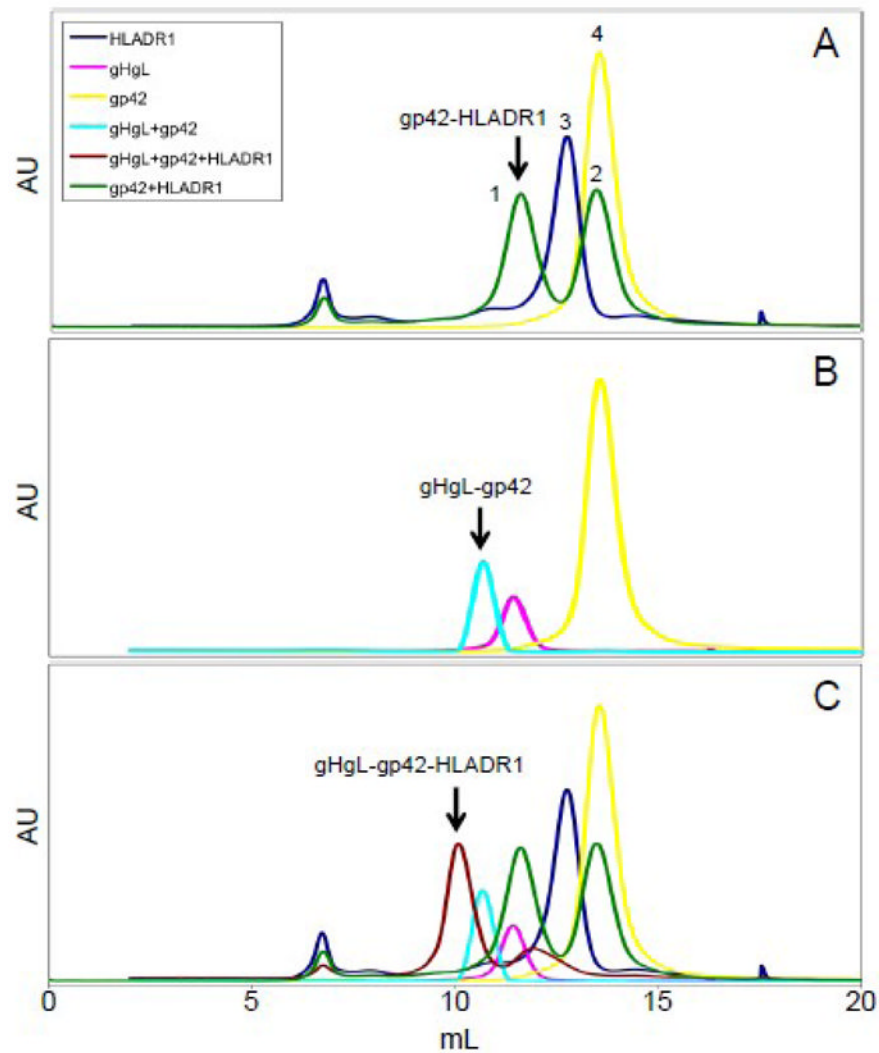 HLADR1
gHgL
gp42
gHgL+gp42
gHgL+gp42+HLADR1
gp42+HLADR1
A
4
gp42-HLADR1
3
1
2
AU
B
gHgL-gp42
AU
C
gHgL-gp42-HLADR1
AU
0 5 10 15 20
mL